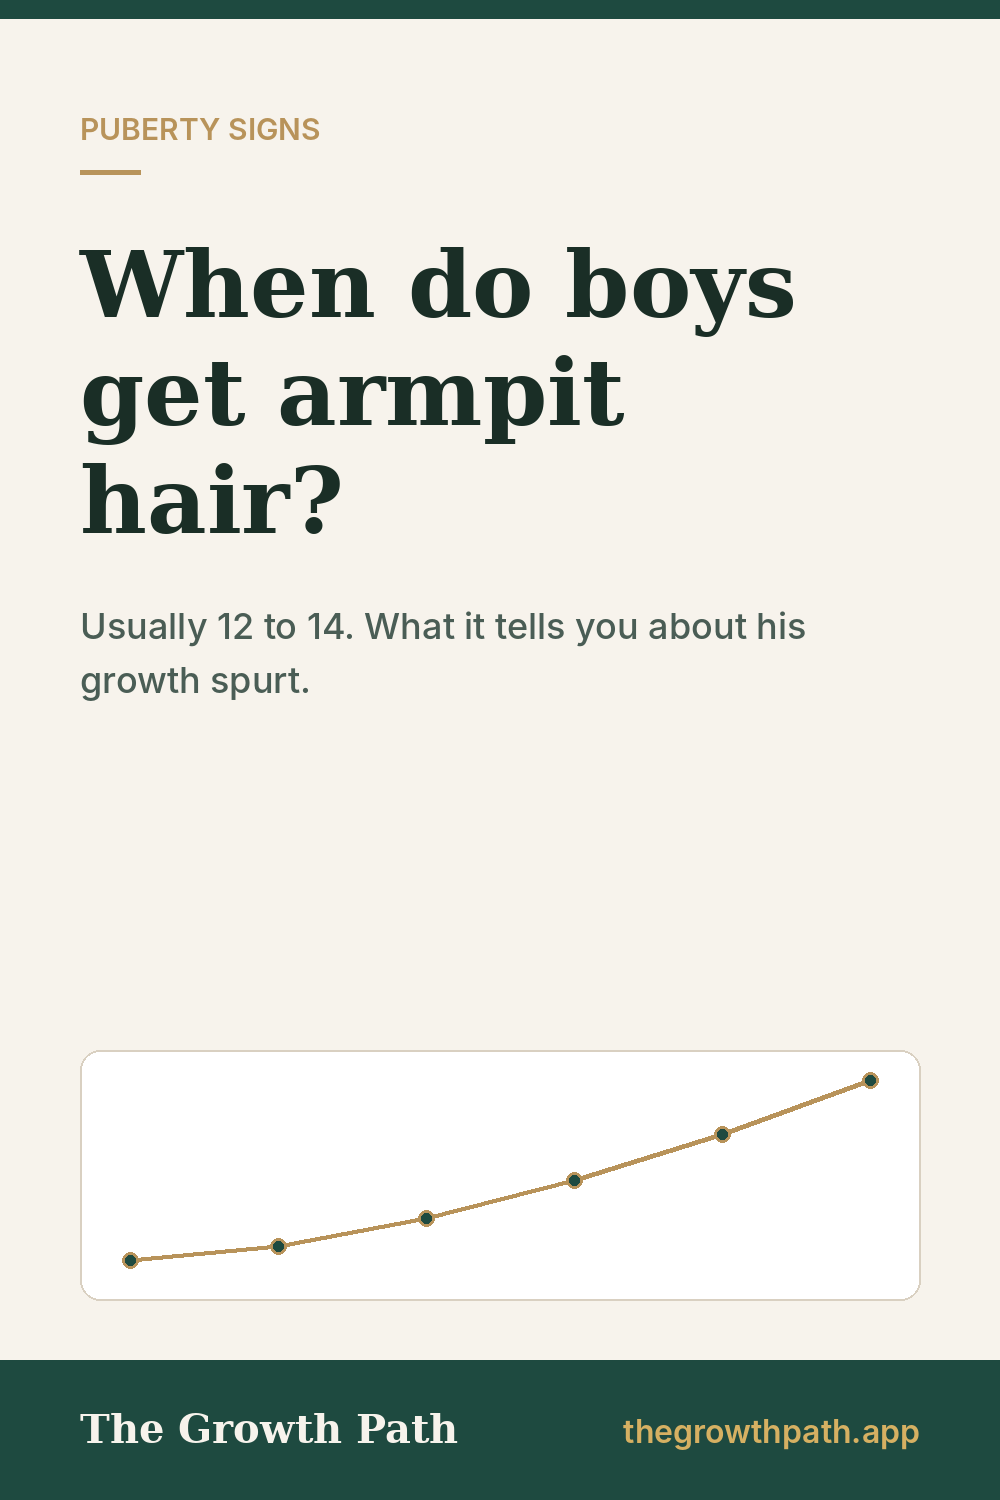 PUBERTY SIGNS
When do boys
get armpit
hair?
Usually 12 to 14. What it tells you about his
growth spurt.
The Growth Path
thegrowthpath.app